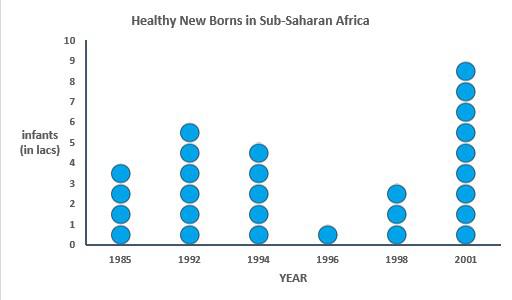 Healthy New Borns in Sub-Saharan Africa
10
9
8
7
6
5
4
3
2
1
0
infants
(in lacs)
1985 1992 1994 1996 1998 2001
YEAR